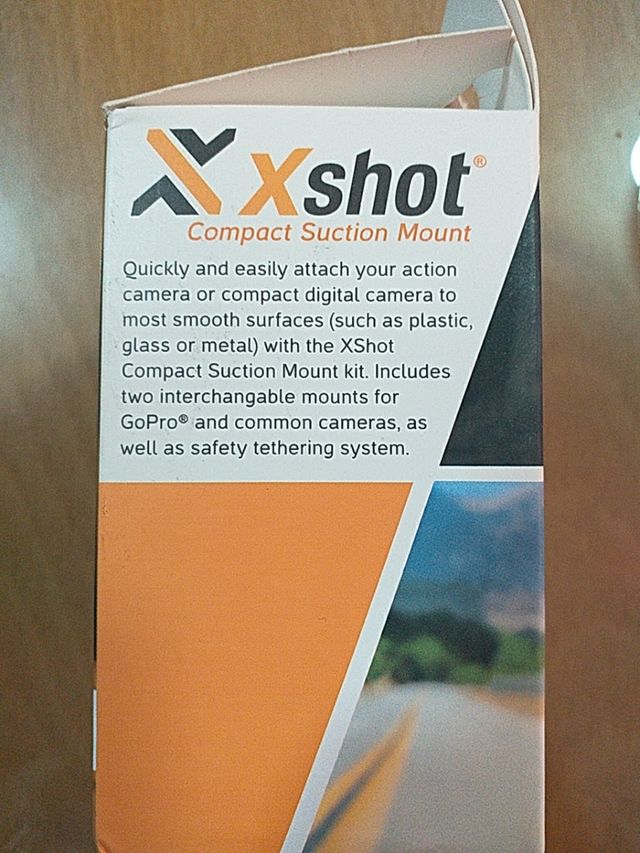 Xshot®
Compact Suction Mount
Quickly and easily attach your action
camera or compact digital camera to
most smooth surfaces (such as plastic,
glass or metal) with the XShot
Compact Suction Mount kit. Includes
two interchangable mounts for
GoPro® and common cameras, as
well as safety tethering system.